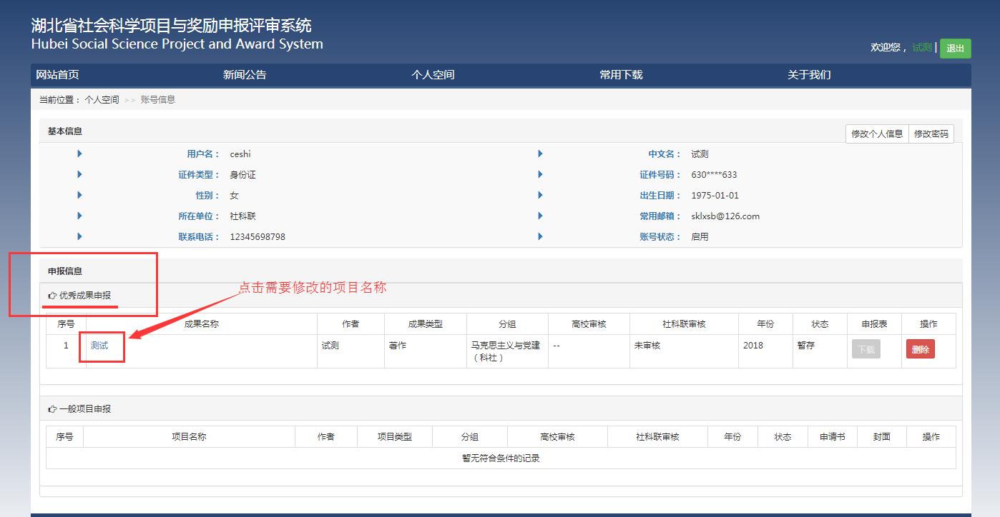 湖北省社会科学项目与奖励申报评审系统
Hubei Social Science Project and Award System
欢迎您， 试测 | 退出
网站首页 新闻公告 个人空间 常用下载 关于我们
当前位置： 个人空间 >> 账号信息
基本信息 修改个人信息 修改密码
用户名： ceshi 中文名： 试测
证件类型： 身份证 证件号码： 630****633
性别： 女 出生日期： 1975-01-01
所在单位： 社科联 常用邮箱： sklxsb@126.com
联系电话： 12345698798 账号状态： 启用
申报信息
点击需要修改的项目名称
优秀成果申报
序号 成果名称 作者 成果类型 分组 高校审核 社科联审核 年份 状态 申报表 操作
1 测试 试测 著作 马克思主义与党建 -- 未审核 2018 暂存 下载 删除
（科社）
一般项目申报
序号 项目名称 作者 项目类型 分组 高校审核 社科联审核 年份 状态 申请书 封面 操作
暂无符合条件的记录